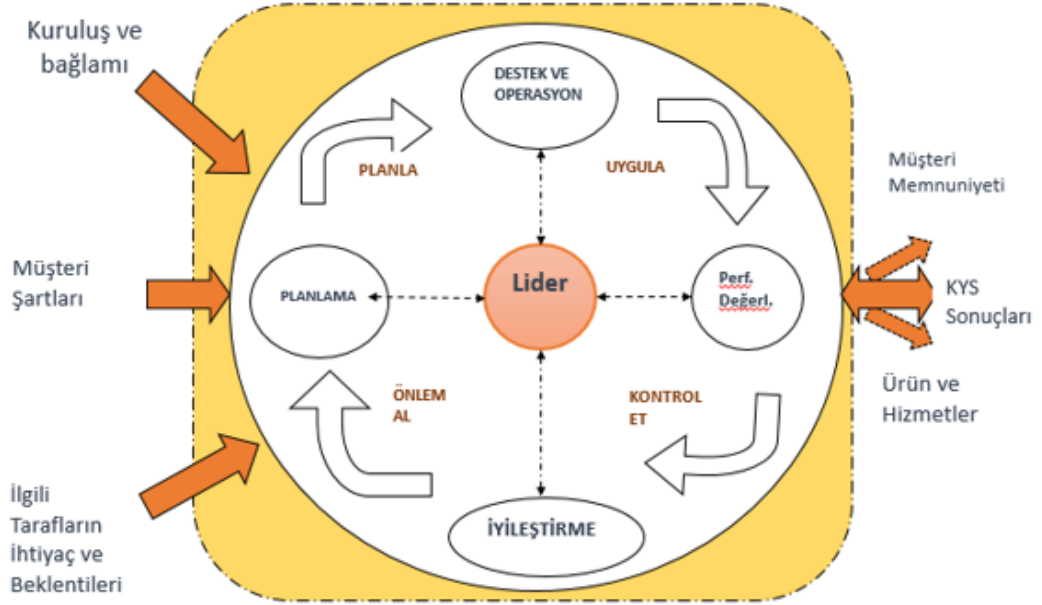 Kuruluş ve
bağlamı
DESTEK VE
OPERASYON
PLANLA
UYGULA
Müşteri
Memnuniyeti
Müşteri
Şartları
PLANLAMA
Lider
Perf.
Değerl.
KYS
Sonuçları
ÖNLEM
AL
KONTROL
ET
Ürün ve
Hizmetler
İlgili
Tarafların
İhtiyaç ve
Beklentileri
İYİLEŞTİRME